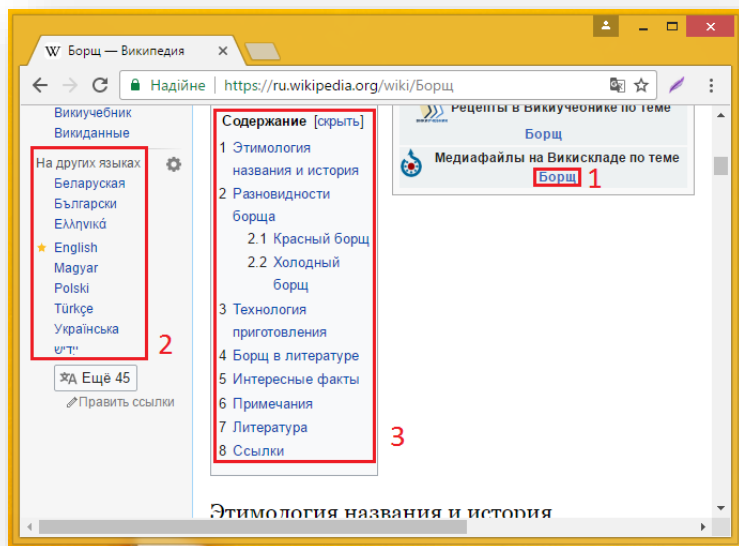 Борщ — Википедия
Надійне | https://ru.wikipedia.org/wiki/Борщ
Викиучебник
Викиданные
На других языках
Беларуская
Български
Ελληνικά
English
Magyar
Polski
Türkçe
Українська
ייִדיש
2
Ещё 45
Править ссылки
Содержание [скрыть]
1 Этимология
названия и история
2 Разновидности
борща
2.1 Красный борщ
2.2 Холодный
борщ
3 Технология
приготовления
4 Борщ в литературе
5 Интересные факты
6 Примечания
7 Литература
8 Ссылки
3
Рецепты в Викиучебнике по теме
Борщ
Медиафайлы на Викискладе по теме
Борщ 1
Этимология названия и история